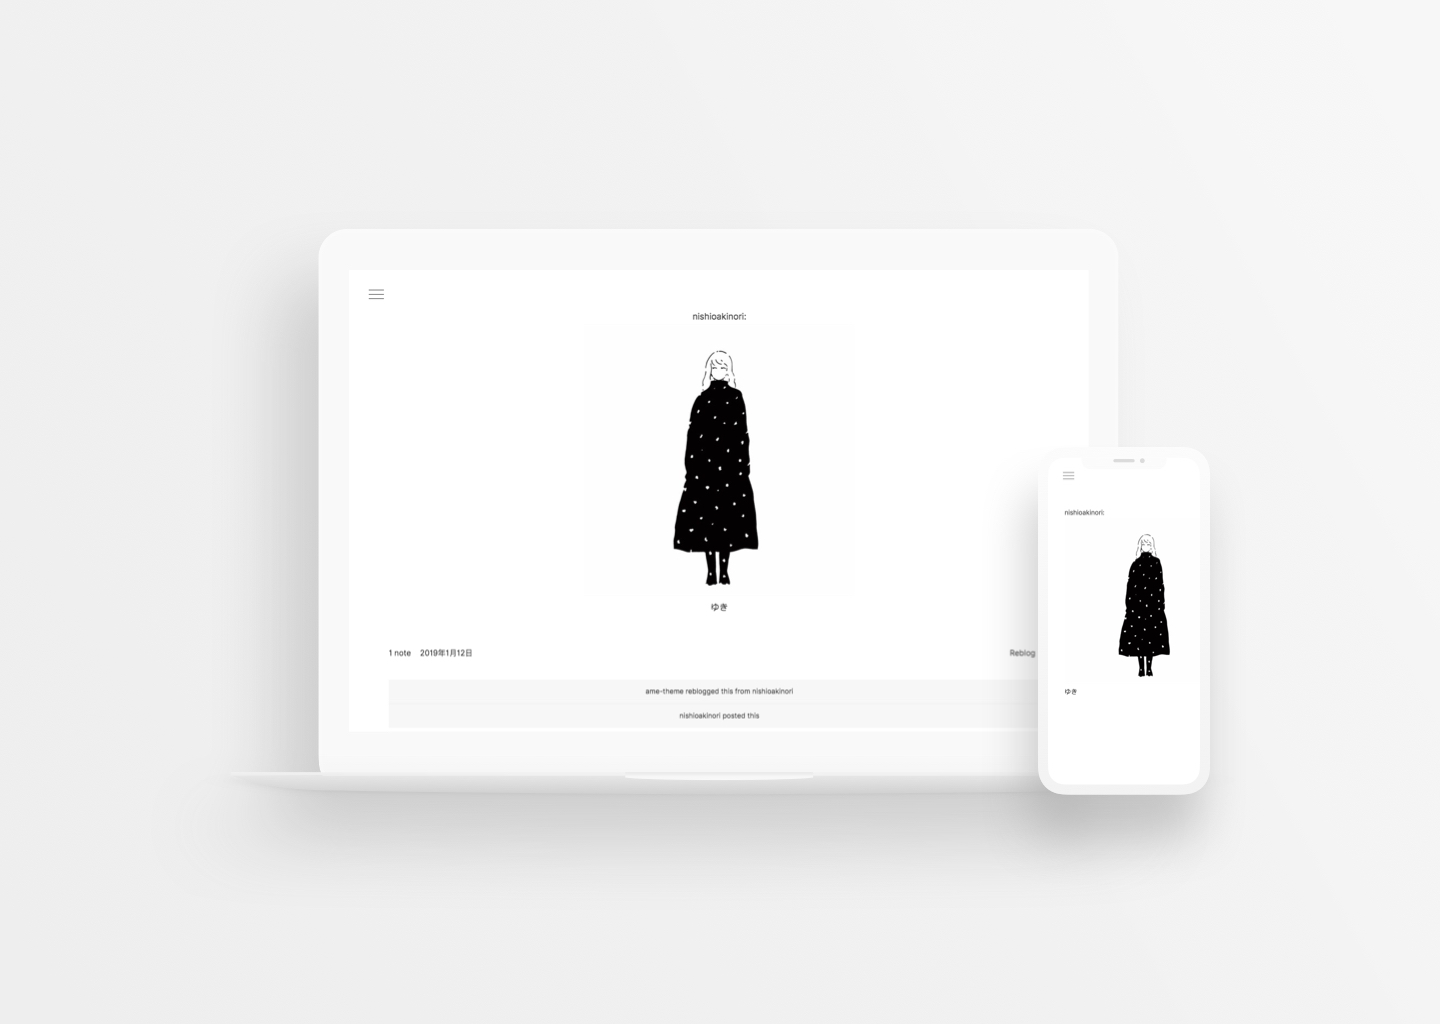 nishioakinori:
ゆき
1 note 2019年1月12日
Reblog
ame-theme reblogged this from nishioakinori
nishioakinori posted this
nishioakinori:
ゆき